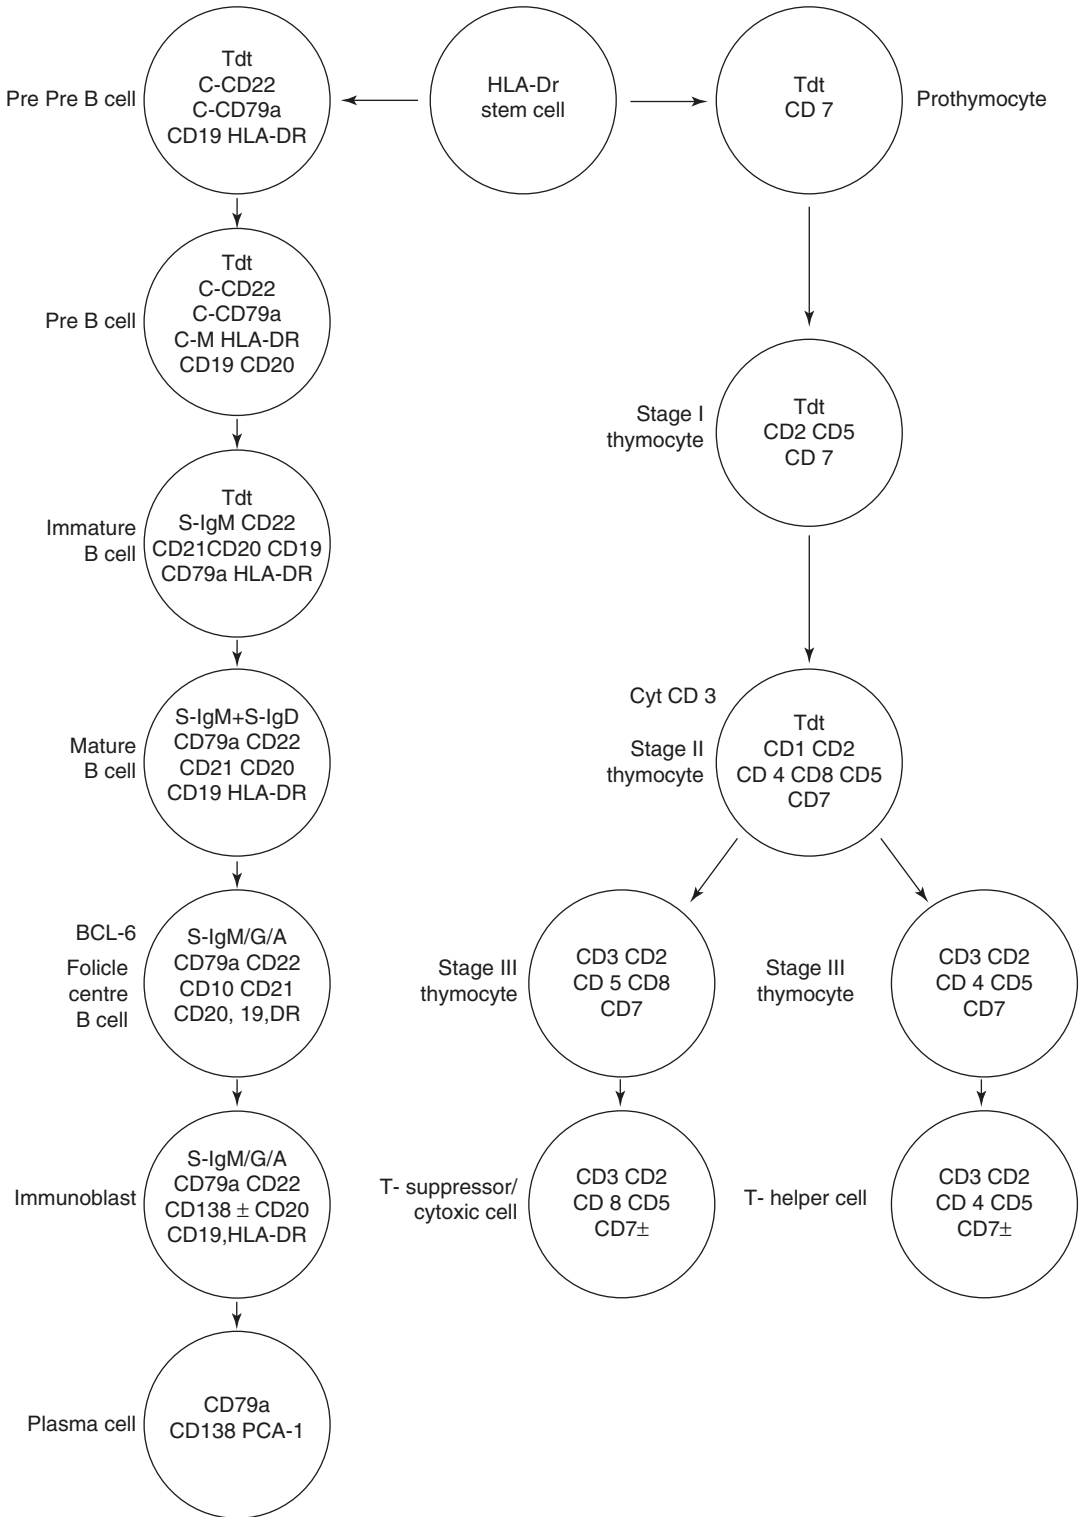 Pre Pre B cell
Tdt
C-CD22
C-CD79a
CD19 HLA-DR
HLA-Dr
stem cell
Tdt
CD 7
Prothymocyte
Pre B cell
Tdt
C-CD22
C-CD79a
C-M HLA-DR
CD19 CD20
Stage I
thymocyte
Tdt
CD2 CD5
CD 7
Immature
B cell
Tdt
S-IgM CD22
CD21CD20 CD19
CD79a HLA-DR
Mature
B cell
S-IgM+S-IgD
CD79a CD22
CD21 CD20
CD19 HLA-DR
Cyt CD 3
Stage II
thymocyte
Tdt
CD1 CD2
CD 4 CD8 CD5
CD7
BCL-6
Folicle
centre
B cell
S-IgM/G/A
CD79a CD22
CD10 CD21
CD20, 19,DR
Stage III
thymocyte
CD3 CD2
CD 5 CD8
CD7
Stage III
thymocyte
CD3 CD2
CD 4 CD5
CD7
Immunoblast
S-IgM/G/A
CD79a CD22
CD138 ± CD20
CD19,HLA-DR
T- suppressor/
cytoxic cell
CD3 CD2
CD 8 CD5
CD7±
T- helper cell
CD3 CD2
CD 4 CD5
CD7±
Plasma cell
CD79a
CD138 PCA-1